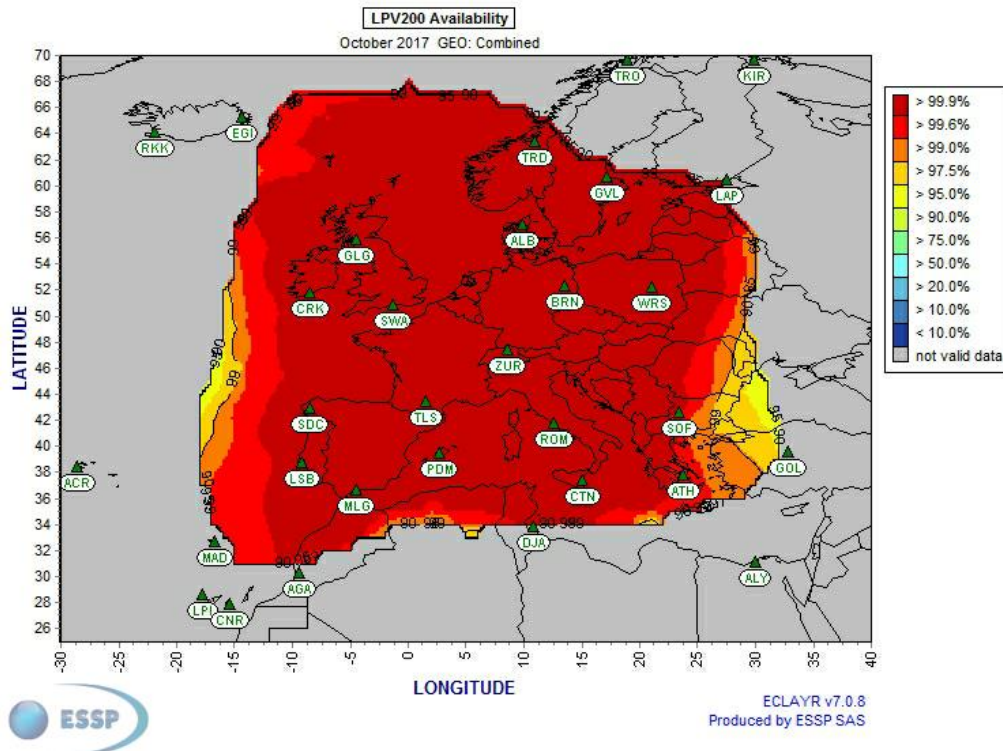 LPV200 Availability
October 2017 GEO: Combined
70
68
66
64
62
60
58
56
54
52
50
48
46
44
42
40
38
36
34
32
30
28
26
LATITUDE
TRO
KIR
EGI
RKK
TRD
GVL
LAP
GLG
ALB
CRK
SWA
BRN
WRS
ZUR
SDC
TLS
ROM
SOF
GOL
ACR
LSB
PDM
MLG
CTN
ATH
MAD
DJA
AGA
ALY
LPI
CNR
-30
-25
-20
-15
-10
-5
0
5
10
15
20
25
30
35
40
LONGITUDE
> 99.9%
> 99.6%
> 99.0%
> 97.5%
> 95.0%
> 90.0%
> 75.0%
> 50.0%
> 20.0%
> 10.0%
< 10.0%
not valid data
ESSP
ECLAYR v7.0.8
Produced by ESSP SAS